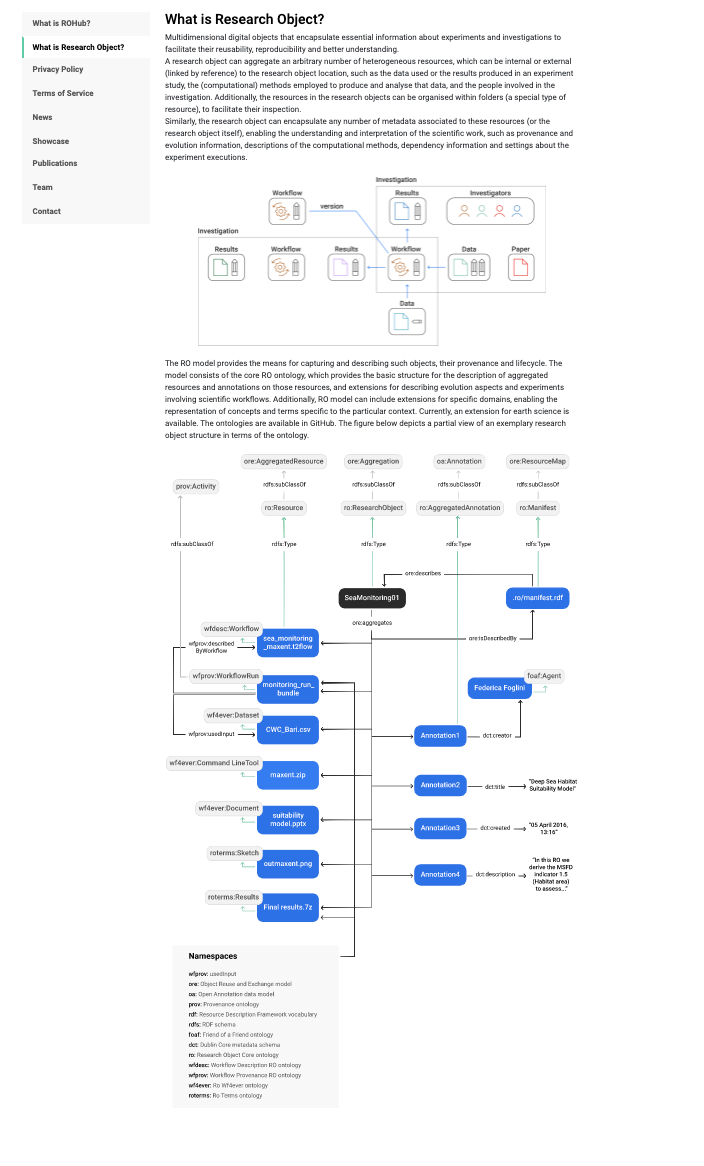 What is ROHub?
What is Research Object?
Privacy Policy
Terms of Service
News
Showcase
Publications
Team
Contact
What is Research Object?
Multidimensional digital objects that encapsulate essential information about experiments and investigations to
facilitate their reusability, reproducibility and better understanding.
A research object can aggregate an arbitrary number of heterogeneous resources, which can be internal or external
(linked by reference) to the research object location, such as the data used or the results produced in an experiment
study, the (computational) methods employed to produce and analyse that data, and the people involved in the
investigation. Additionally, the resources in the research objects can be organised within folders (a special type of
resource), to facilitate their inspection.
Similarly, the research object can encapsulate any number of metadata associated to these resources (or the
research object itself), enabling the understanding and interpretation of the scientific work, such as provenance and
evolution information, descriptions of the computational methods, dependency information and settings about the
experiment executions.
Investigation
Workflow
Results
Investigators
version
Investigation
Results
Workflow
Results
Workflow
Data
Paper
Data
The RO model provides the means for capturing and describing such objects, their provenance and lifecycle. The
model consists of the core RO ontology, which provides the basic structure for the description of aggregated
resources and annotations on those resources, and extensions for describing evolution aspects and experiments
involving scientific workflows. Additionally, RO model can include extensions for specific domains, enabling the
representation of concepts and terms specific to the particular context. Currently, an extension for earth science is
available. The ontologies are available in GitHub. The figure below depicts a partial view of an exemplary research
object structure in terms of the ontology.
ore:AggregatedResource
ore:Aggregation
oa:Annotation
ore:ResourceMap
prov:Activity
rdfs:subClassOf
rdfs:subClassOf
rdfs:subClassOf
rdfs:subClassOf
ro:Resource
ro:ResearchObject
ro:AggregatedAnnotation
ro:Manifest
rdfs:subClassOf
rdfs:Type
rdfs:Type
rdfs:Type
rdfs:Type
ore:describes
SeaMonitoring01
.ro/manifest.rdf
ore:aggregates
wfdesc:Workflow
sea_monitoring
_maxent.t2flow
ore:isDescribedBy
wfprov:described
ByWorkflow
wfprov:WorkflowRun
monitoring_run_
bundle
foaf:Agent
Federica Foglini
wf4ever:Dataset
CWC_Bari.csv
wfprov:usedInput
Annotation1
dct:creator
wf4ever:Command LineTool
maxent.zip
Annotation2
dct:title
"Deep Sea Habitat
Suitability Model"
wf4ever:Document
suitability
model.pptx
Annotation3
dct:created
"05 April 2016,
13:16"
roterms:Sketch
outmaxent.png
Annotation4
dct:description
"In this RO we
derive the MSFD
indicator 1.5
(Habitat area)
to assess..."
roterms:Results
Final results.7z
Namespaces
wfprov: usedInput
ore: Object Reuse and Exchange model
oa: Open Annotation data model
prov: Provenance ontology
rdf: Resource Description Framework vocabulary
rdfs: RDF schema
foaf: Friend of a Friend ontology
dct: Dublin Core metadata schema
ro: Research Object Core ontology
wfdesc: Workflow Description RO ontology
wfprov: Workflow Provenance RO ontology
wf4ever: Ro Wf4ever ontology
roterms: Ro Terms ontology